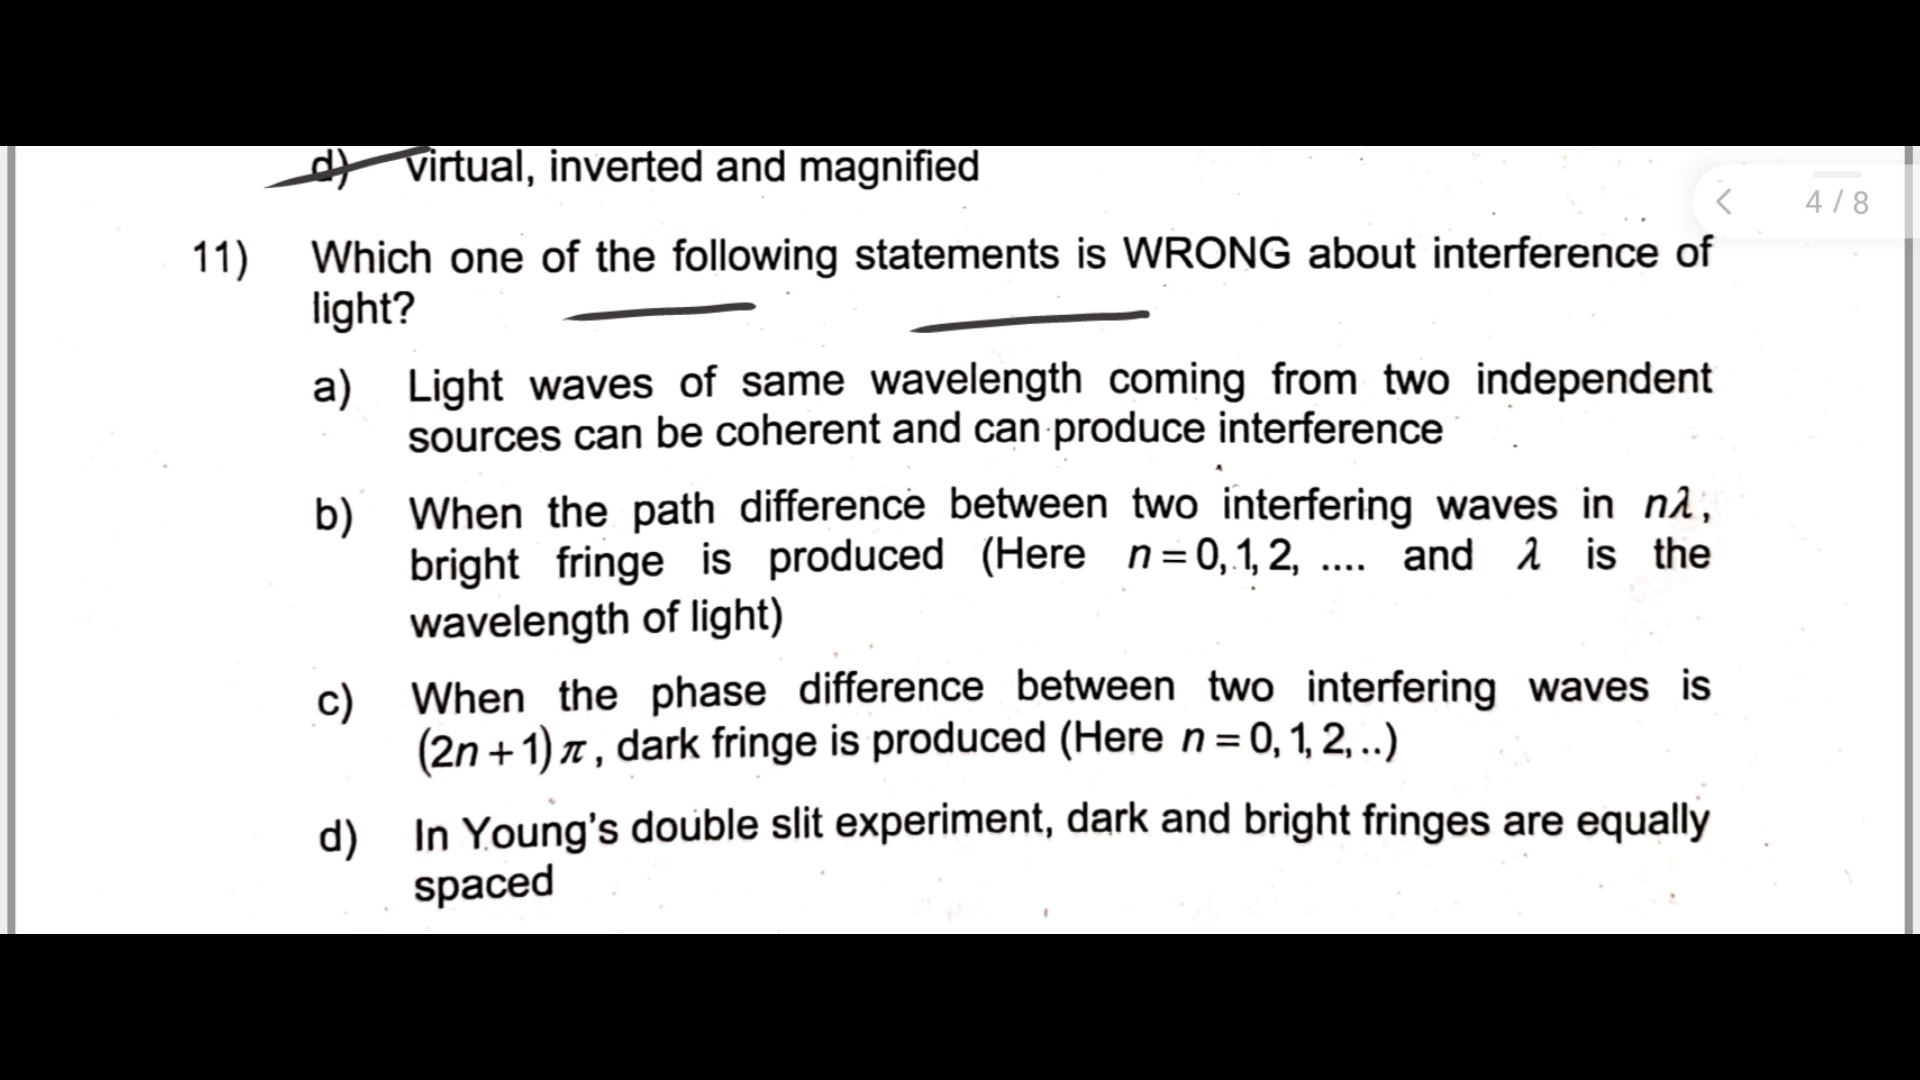 d) virtual, inverted and magnified
4 / 8
11) Which one of the following statements is WRONG about interference of
light?
a) Light waves of same wavelength coming from two independent
sources can be coherent and can produce interference
b) When the path difference between two interfering waves in nλ,
bright fringe is produced (Here n = 0, 1, 2, .... and λ is the
wavelength of light)
c) When the phase difference between two interfering waves is
(2n + 1) π , dark fringe is produced (Here n = 0, 1, 2, ..)
d) In Young's double slit experiment, dark and bright fringes are equally
spaced